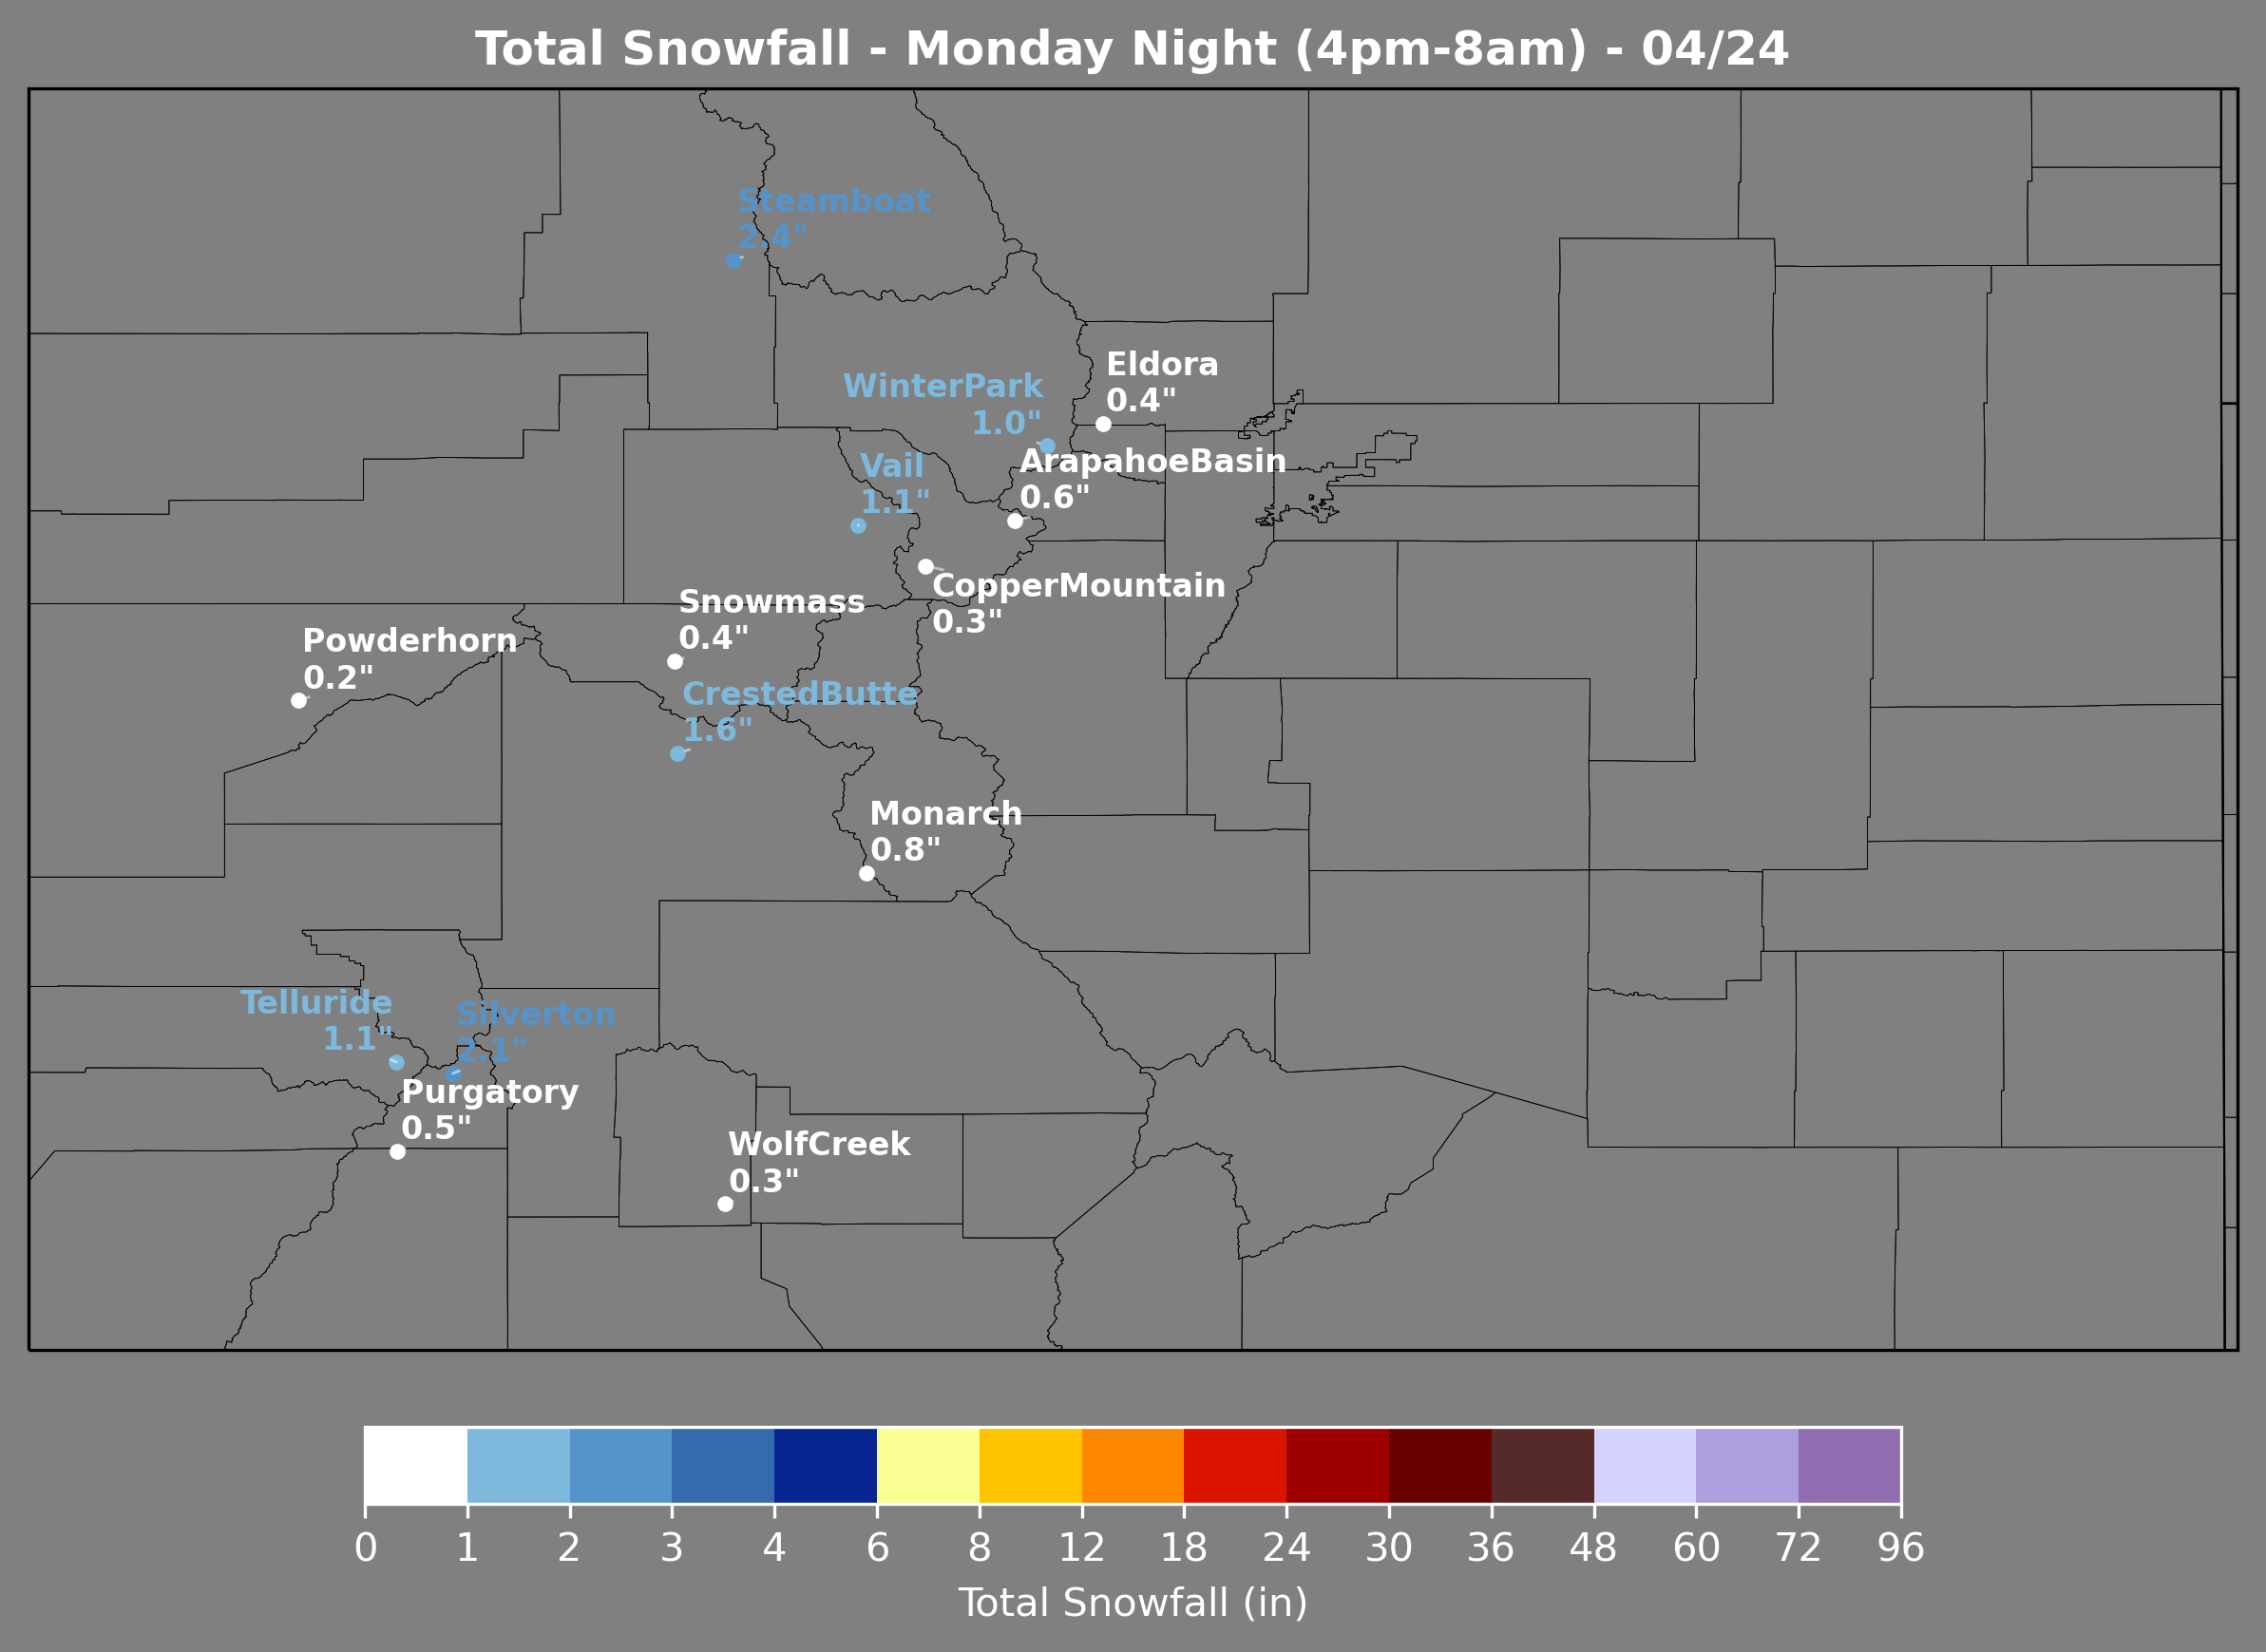 Total Snowfall - Monday Night (4pm-8am) - 04/24
Steamboat
2.4"
Eldora
0.4"
WinterPark
1.0"
ArapahoeBasin
0.6"
Vail
1.1"
CopperMountain
0.3"
Snowmass
0.4"
Powderhorn
0.2"
CrestedButte
1.6"
Monarch
0.8"
Telluride
1.1"
Silverton
2.1"
Purgatory
0.5"
WolfCreek
0.3"
0 1 2 3 4 6 8 12 18 24 30 36 48 60 72 96
Total Snowfall (in)